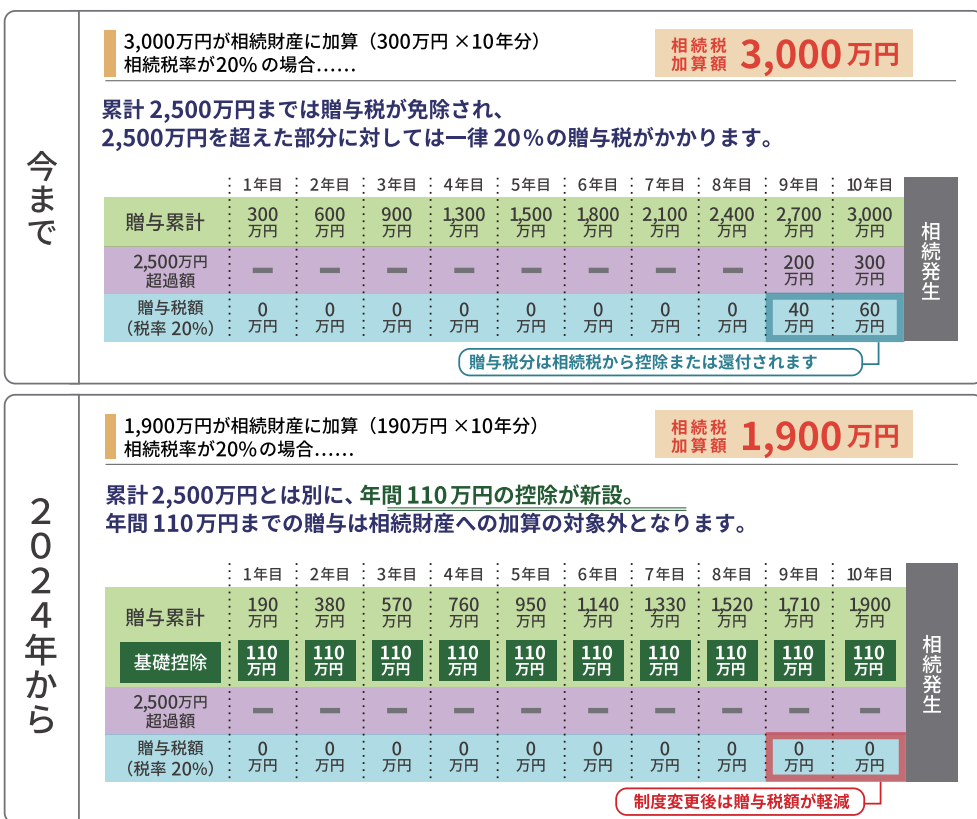 今まで
3,000万円が相続財産に加算（300万円 ×10年分）
相続税率が20% の場合……
相続税
加算額 3,000万円
累計 2,500万円までは贈与税が免除され、
2,500万円を超えた部分に対しては一律 20%の贈与税がかかります。
1年目 2年目 3年目 4年目 5年目 6年目 7年目 8年目 9年目 10年目
贈与累計 300万円 600万円 900万円 1,300万円 1,500万円 1,800万円 2,100万円 2,400万円 2,700万円 3,000万円
2,500万円
超過額 ー ー ー ー ー ー ー ー 200万円 300万円
贈与税額
（税率 20%） 0万円 0万円 0万円 0万円 0万円 0万円 0万円 0万円 40万円 60万円
相続発生
贈与税分は相続税から控除または還付されます
2024年から
1,900万円が相続財産に加算（190万円 ×10年分）
相続税率が20%の場合……
相続税
加算額 1,900万円
累計2,500万円とは別に、年間 110万円の控除が新設。
年間 110万円までの贈与は相続財産への加算の対象外となります。
1年目 2年目 3年目 4年目 5年目 6年目 7年目 8年目 9年目 10年目
贈与累計 190万円 380万円 570万円 760万円 950万円 1,140万円 1,330万円 1,520万円 1,710万円 1,900万円
基礎控除 110万円 110万円 110万円 110万円 110万円 110万円 110万円 110万円 110万円 110万円
2,500万円
超過額 ー ー ー ー ー ー ー ー ー ー
贈与税額
（税率 20%） 0万円 0万円 0万円 0万円 0万円 0万円 0万円 0万円 0万円 0万円
相続発生
制度変更後は贈与税額が軽減